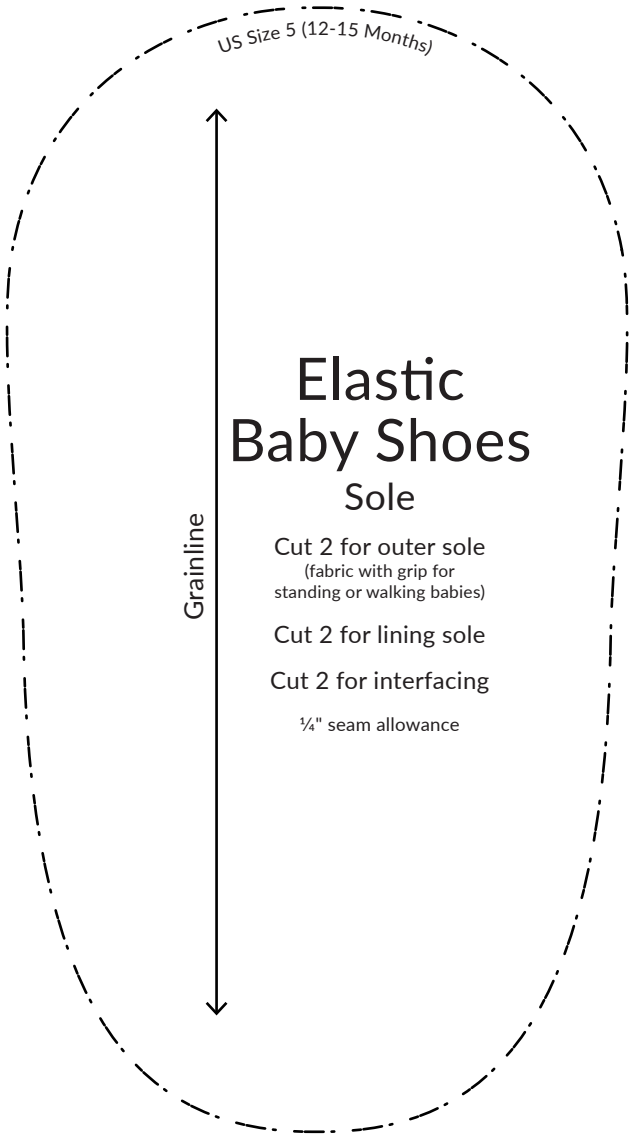 US Size 5 (12-15 Months)
Elastic
Baby Shoes
Sole
Grainline
Cut 2 for outer sole
(fabric with grip for
standing or walking babies)
Cut 2 for lining sole
Cut 2 for interfacing
¼" seam allowance